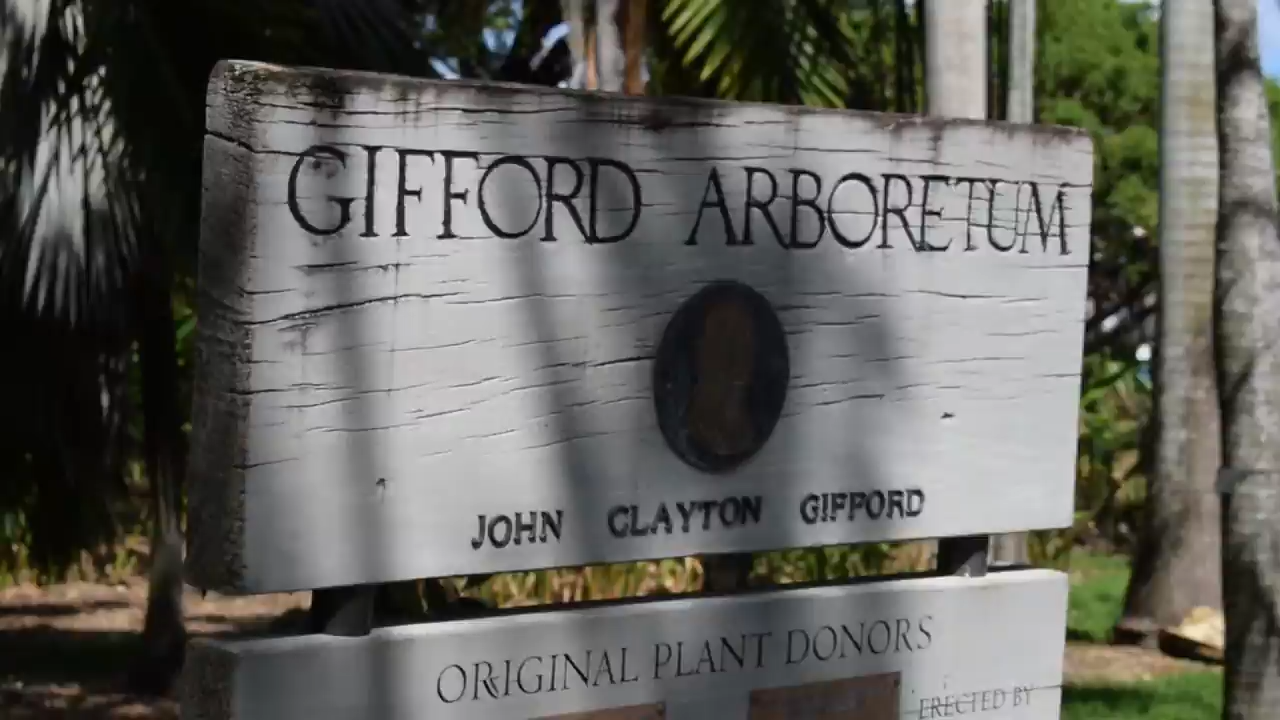 GIFFORD ARBORETUM
JOHN CLAYTON GIFFORD
ORIGINAL PLANT DONORS
ERECTED BY